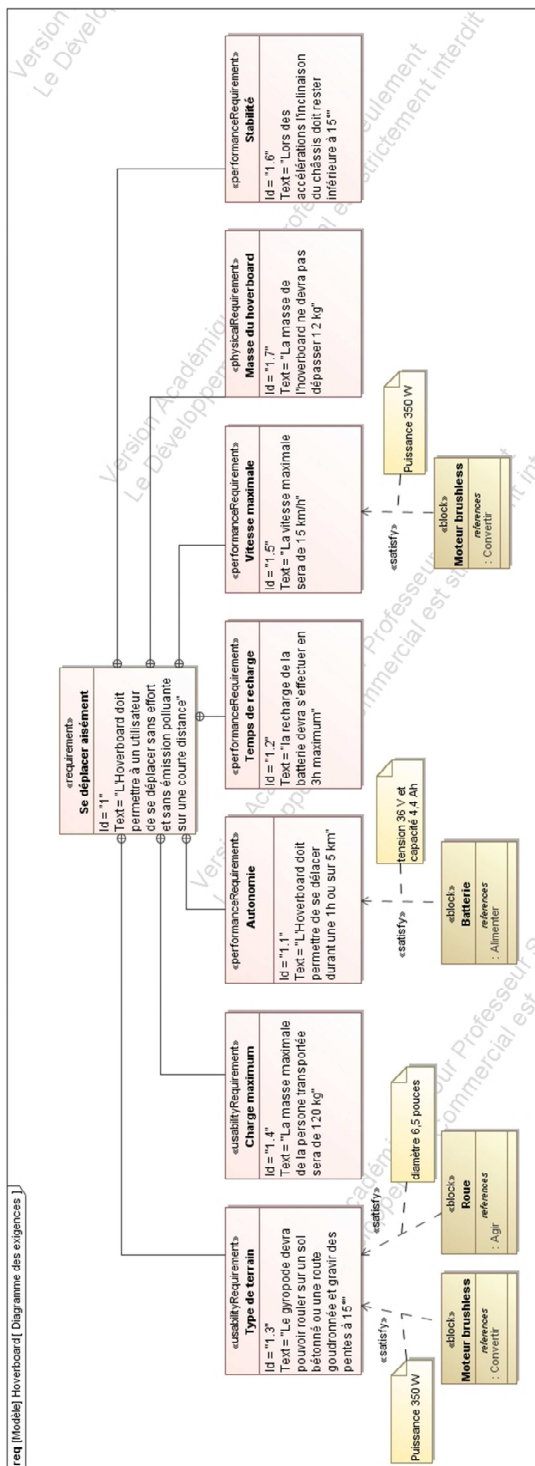 req [Modèle] Hoverboard[ Diagramme des exigences ]
«requirement»
Se déplacer aisément
Id = "1"
Text = "L'Hoverboard doit
permettre à un utilisateur
de se déplacer sans effort
et sans émission polluante
sur une courte distance"
«usabilityRequirement»
Type de terrain
Id = "1.3"
Text = "Le gyropode devra
pouvoir rouler sur un sol
bétonné ou une route
goudronnée et gravir des
pentes à 15°"
«usabilityRequirement»
Charge maximum
Id = "1.4"
Text = "La masse maximale
de la persone transportée
sera de 120 kg"
«performanceRequirement»
Autonomie
Id = "1.1"
Text = "L'Hoverboard doit
permettre de se délacer
durant une 1h ou sur 5 km"
«performanceRequirement»
Temps de recharge
Id = "1.2"
Text = "la recharge de la
batterie devra s'effectuer en
3h maximum"
«performanceRequirement»
Vitesse maximale
Id = "1.5"
Text = "La vitesse maximale
sera de 15 km/h"
«physicalRequirement»
Masse du hoverboard
Id = "1.7"
Text = "La masse de
l'hoverboard ne devra pas
dépasser 12 kg"
«performanceRequirement»
Stabilité
Id = "1.6"
Text = "Lors des
accélérations l'inclinaison
du châssis doit rester
inférieure à 15°"
Puissance 350 W
«satisfy»
«block»
Moteur brushless
references
: Convertir
«satisfy»
diamètre 6,5 pouces
«block»
Roue
references
: Agir
«satisfy»
tension 36 V et
capacité 4,4 Ah
«block»
Batterie
references
: Alimenter
«satisfy»
Puissance 350 W
«block»
Moteur brushless
references
: Convertir
Version Académique
Le Développement